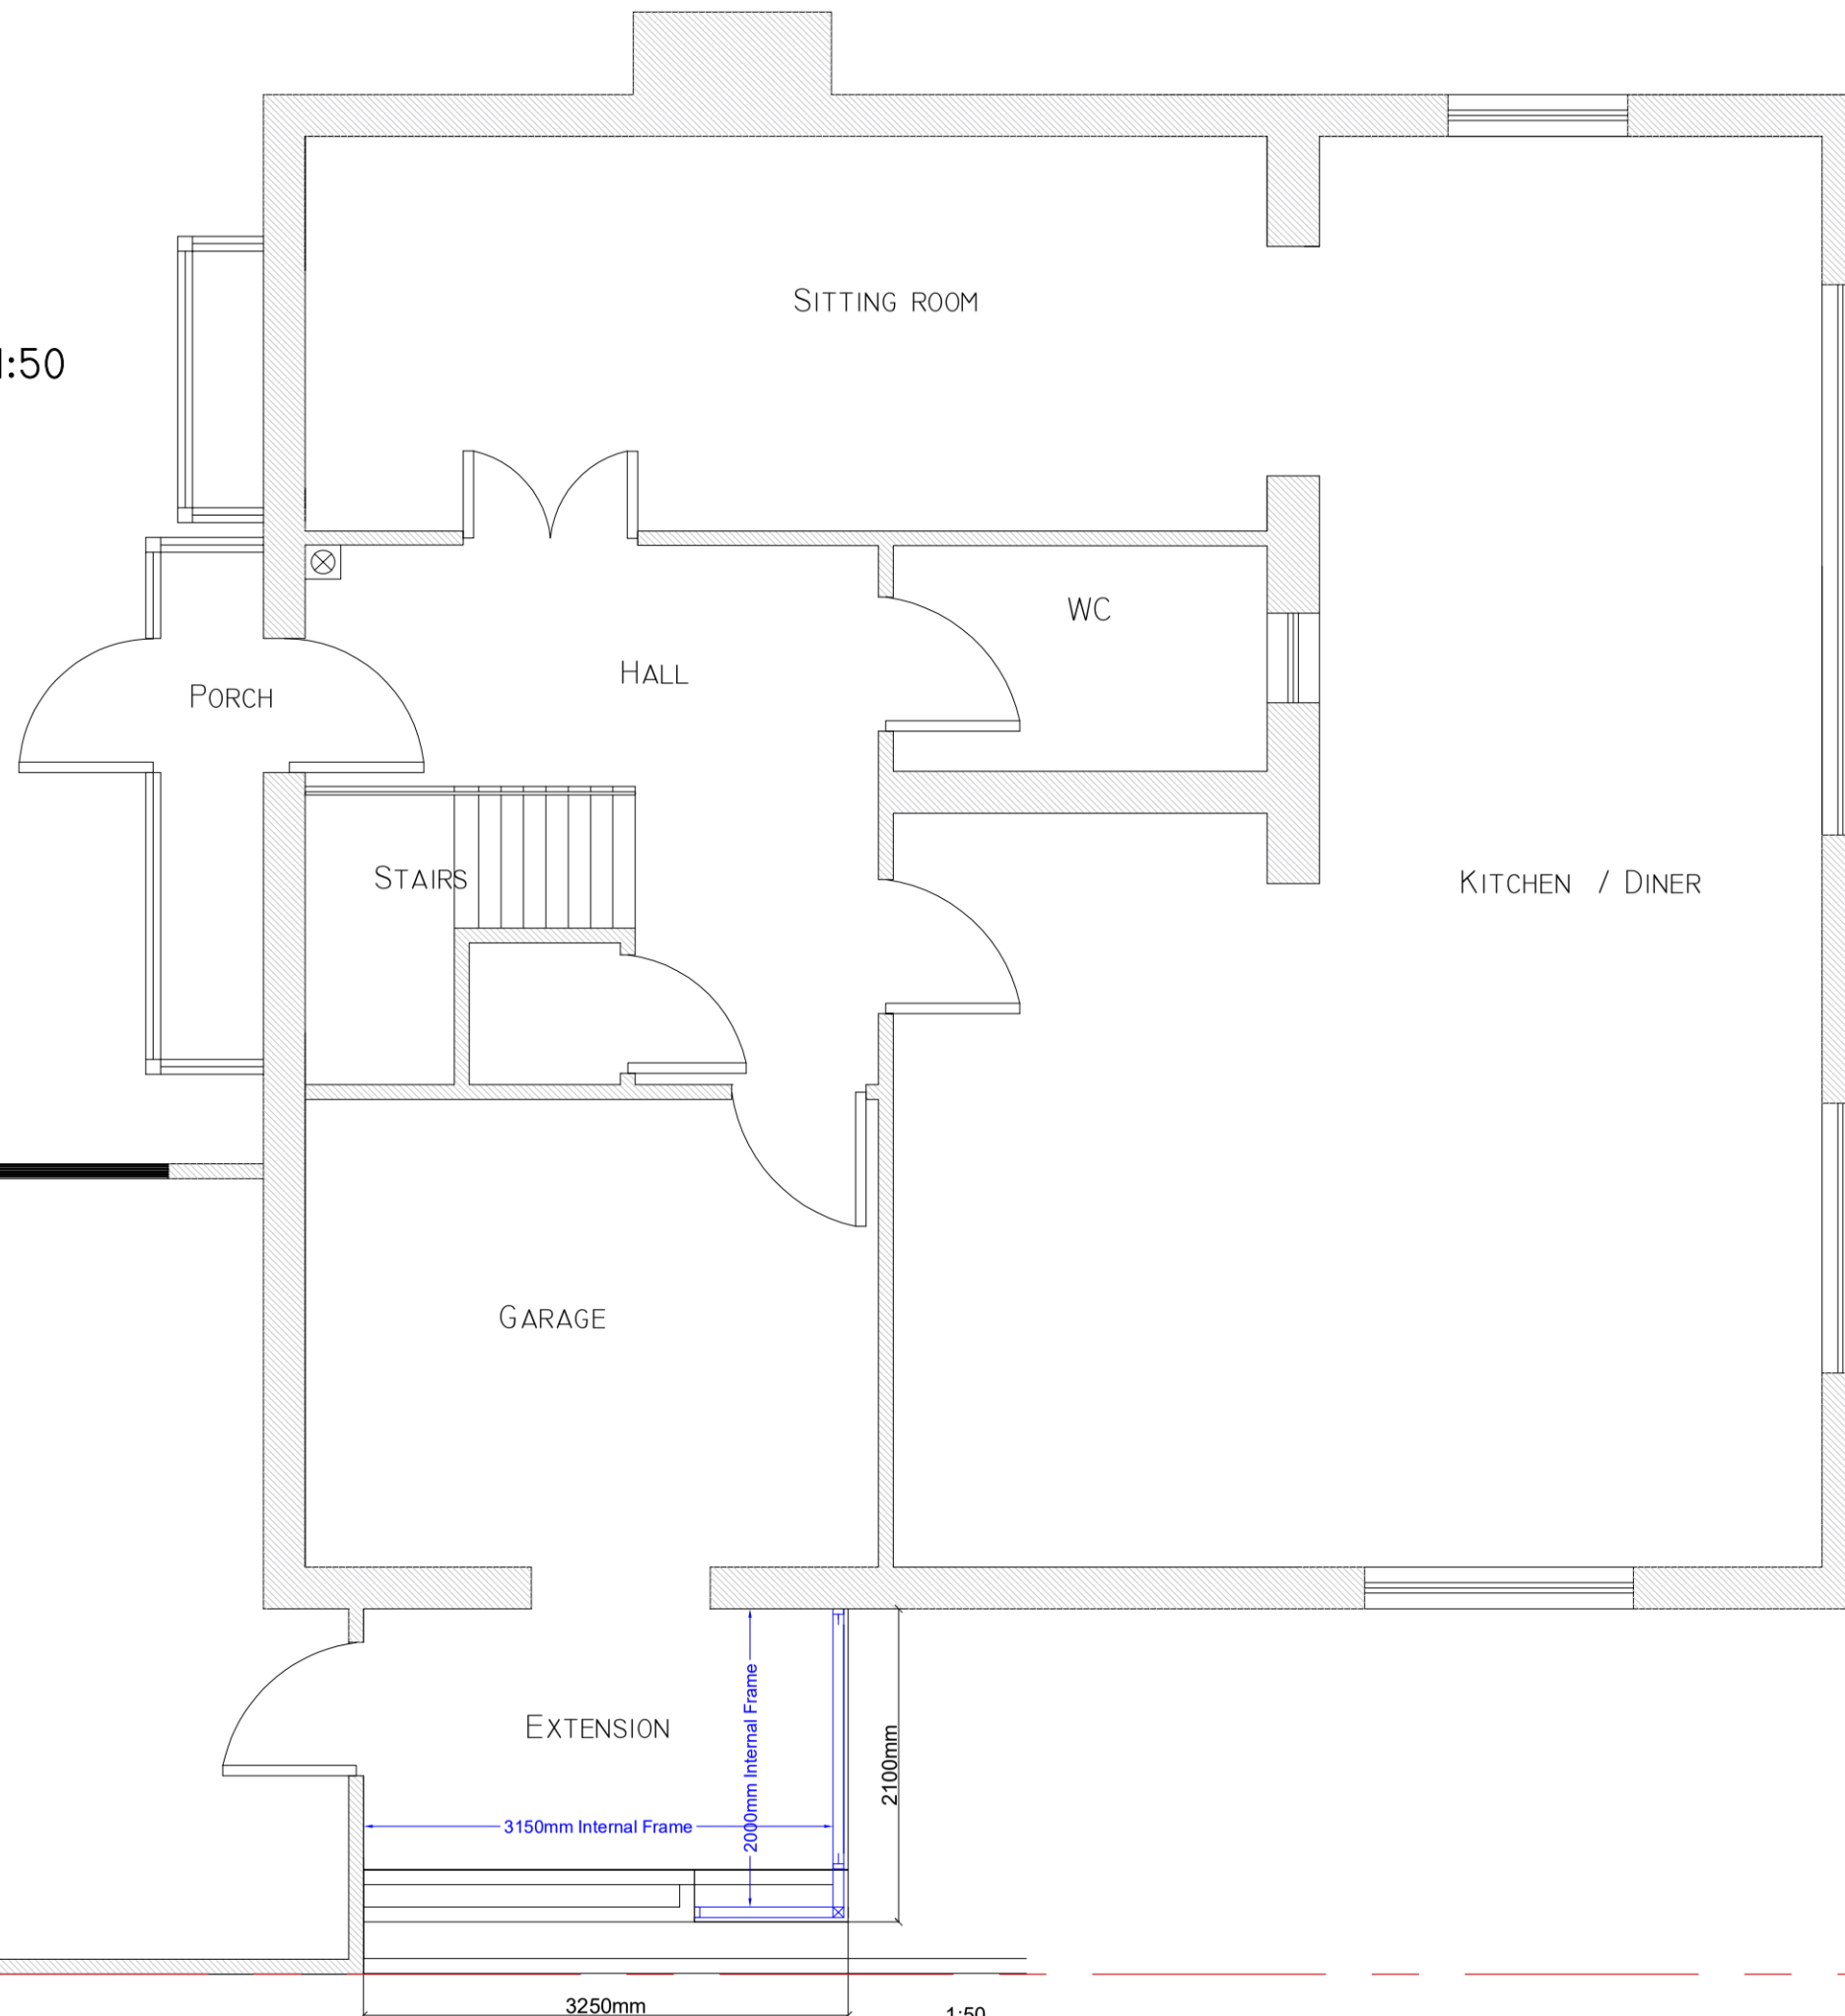 SITTING ROOM
1:50
WC
HALL
PORCH
STAIRS
KITCHEN / DINER
GARAGE
EXTENSION
2000mm Internal Frame
2100mm
3150mm Internal Frame
3250mm
1:50